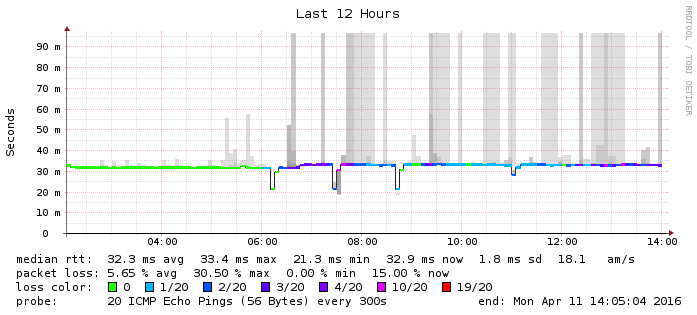 Last 12 Hours
RRDTOOL / TOBI OETIKER
Seconds
90 m
80 m
70 m
60 m
50 m
40 m
30 m
20 m
10 m
0
04:00 06:00 08:00 10:00 12:00 14:00
median rtt: 32.3 ms avg 33.4 ms max 21.3 ms min 32.9 ms now 1.8 ms sd 18.1 am/s
packet loss: 5.65 % avg 30.50 % max 0.00 % min 15.00 % now
loss color: 0 1/20 2/20 3/20 4/20 10/20 19/20
probe: 20 ICMP Echo Pings (56 Bytes) every 300s end: Mon Apr 11 14:05:04 2016